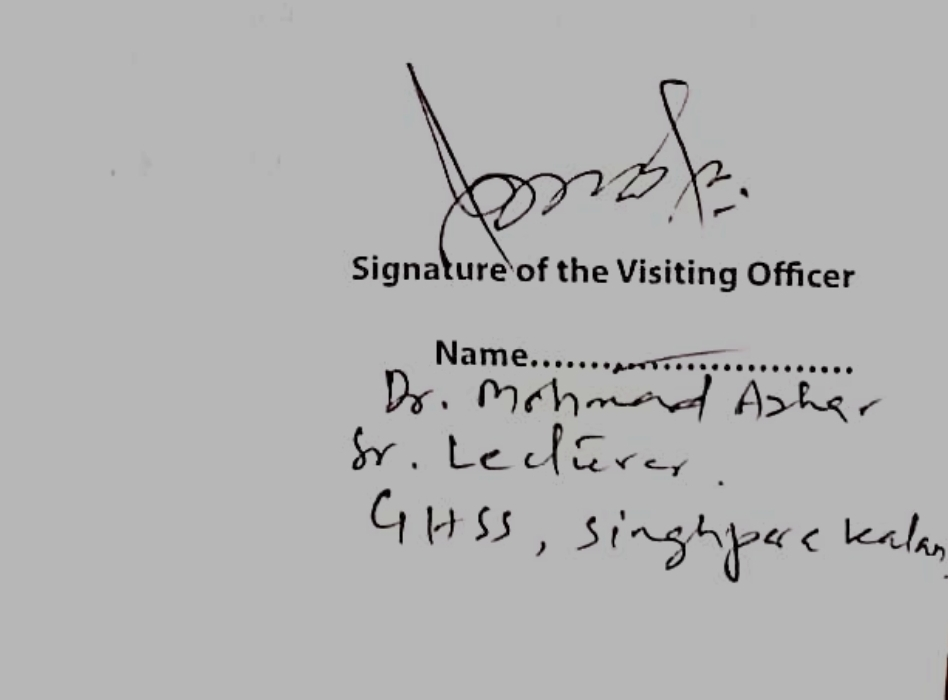 Signature of the Visiting Officer
Name..................................
Dr. Mohmad Azhar
Sr. Lecturer.
GHSS, Singhpora Kalan